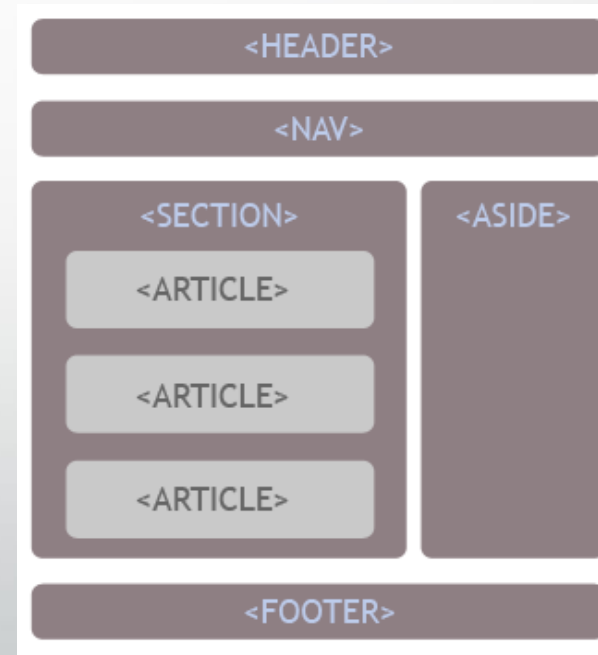 <HEADER>
<NAV>
<SECTION>
<ARTICLE>
<ARTICLE>
<ARTICLE>
<ASIDE>
<FOOTER>